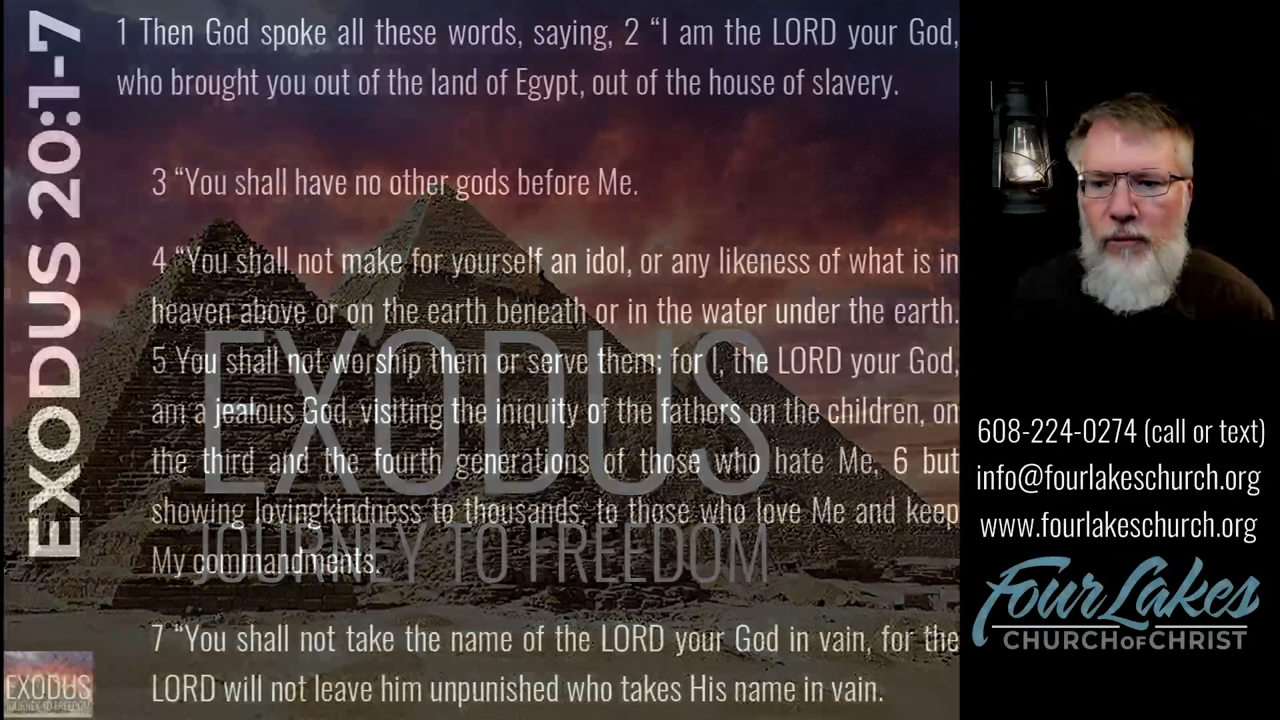 EXODUS 20:1-7
1 Then God spoke all these words, saying, 2 “I am the LORD your God,
who brought you out of the land of Egypt, out of the house of slavery.
3 “You shall have no other gods before Me.
4 “You shall not make for yourself an idol, or any likeness of what is in
heaven above or on the earth beneath or in the water under the earth.
5 You shall not worship them or serve them; for I, the LORD your God,
am a jealous God, visiting the iniquity of the fathers on the children, on
the third and the fourth generations of those who hate Me, 6 but
showing lovingkindness to thousands, to those who love Me and keep
My commandments.
7 “You shall not take the name of the LORD your God in vain, for the
LORD will not leave him unpunished who takes His name in vain.
EXODUS
JOURNEY TO FREEDOM
EXODUS
JOURNEY TO FREEDOM
608-224-0274 (call or text)
info@fourlakeschurch.org
www.fourlakeschurch.org
Four Lakes
CHURCH OF CHRIST